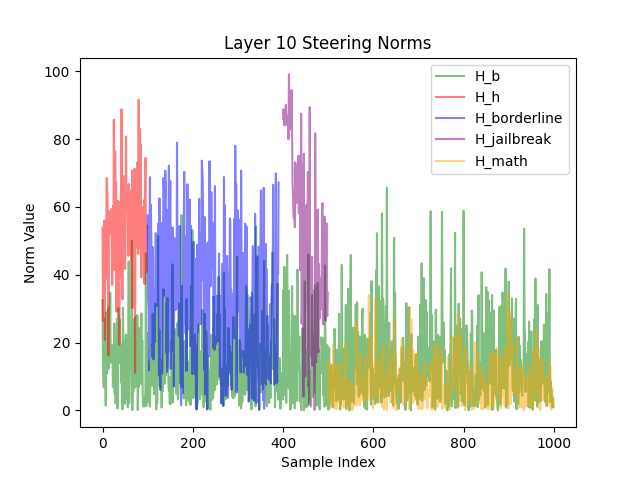 Layer 10 Steering Norms
Norm Value
100
80
60
40
20
0
H_b
H_h
H_borderline
H_jailbreak
H_math
0
200
400
600
800
1000
Sample Index